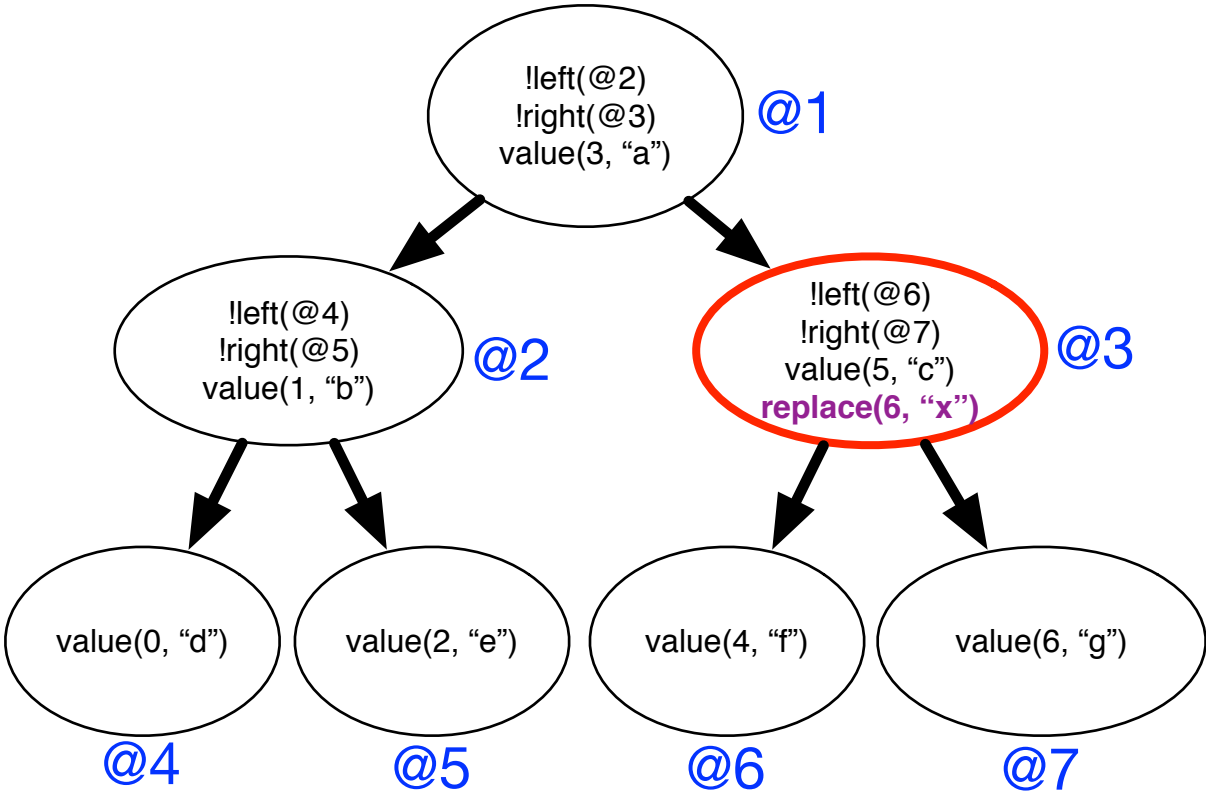 !left(@2)
!right(@3)
value(3, “a”)
@1
!left(@4)
!right(@5)
value(1, “b”)
@2
!left(@6)
!right(@7)
value(5, “c”)
replace(6, “x”)
@3
value(0, “d”)
value(2, “e”)
value(4, “f”)
value(6, “g”)
@4
@5
@6
@7